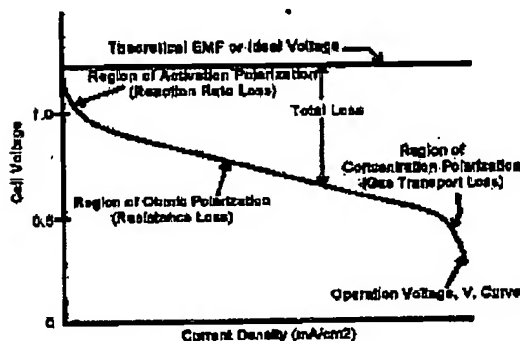 Theoretical EMF or Ideal Voltage
Region of Activation Polarization
(Reaction Rate Loss)
Total Loss
1.0
Cell Voltage
Region of
Concentration Polarization
(Gas Transport Loss)
Region of Ohmic Polarization
(Resistance Loss)
0.5
Operation Voltage, V, Curve
0
Current Density (mA/cm2)